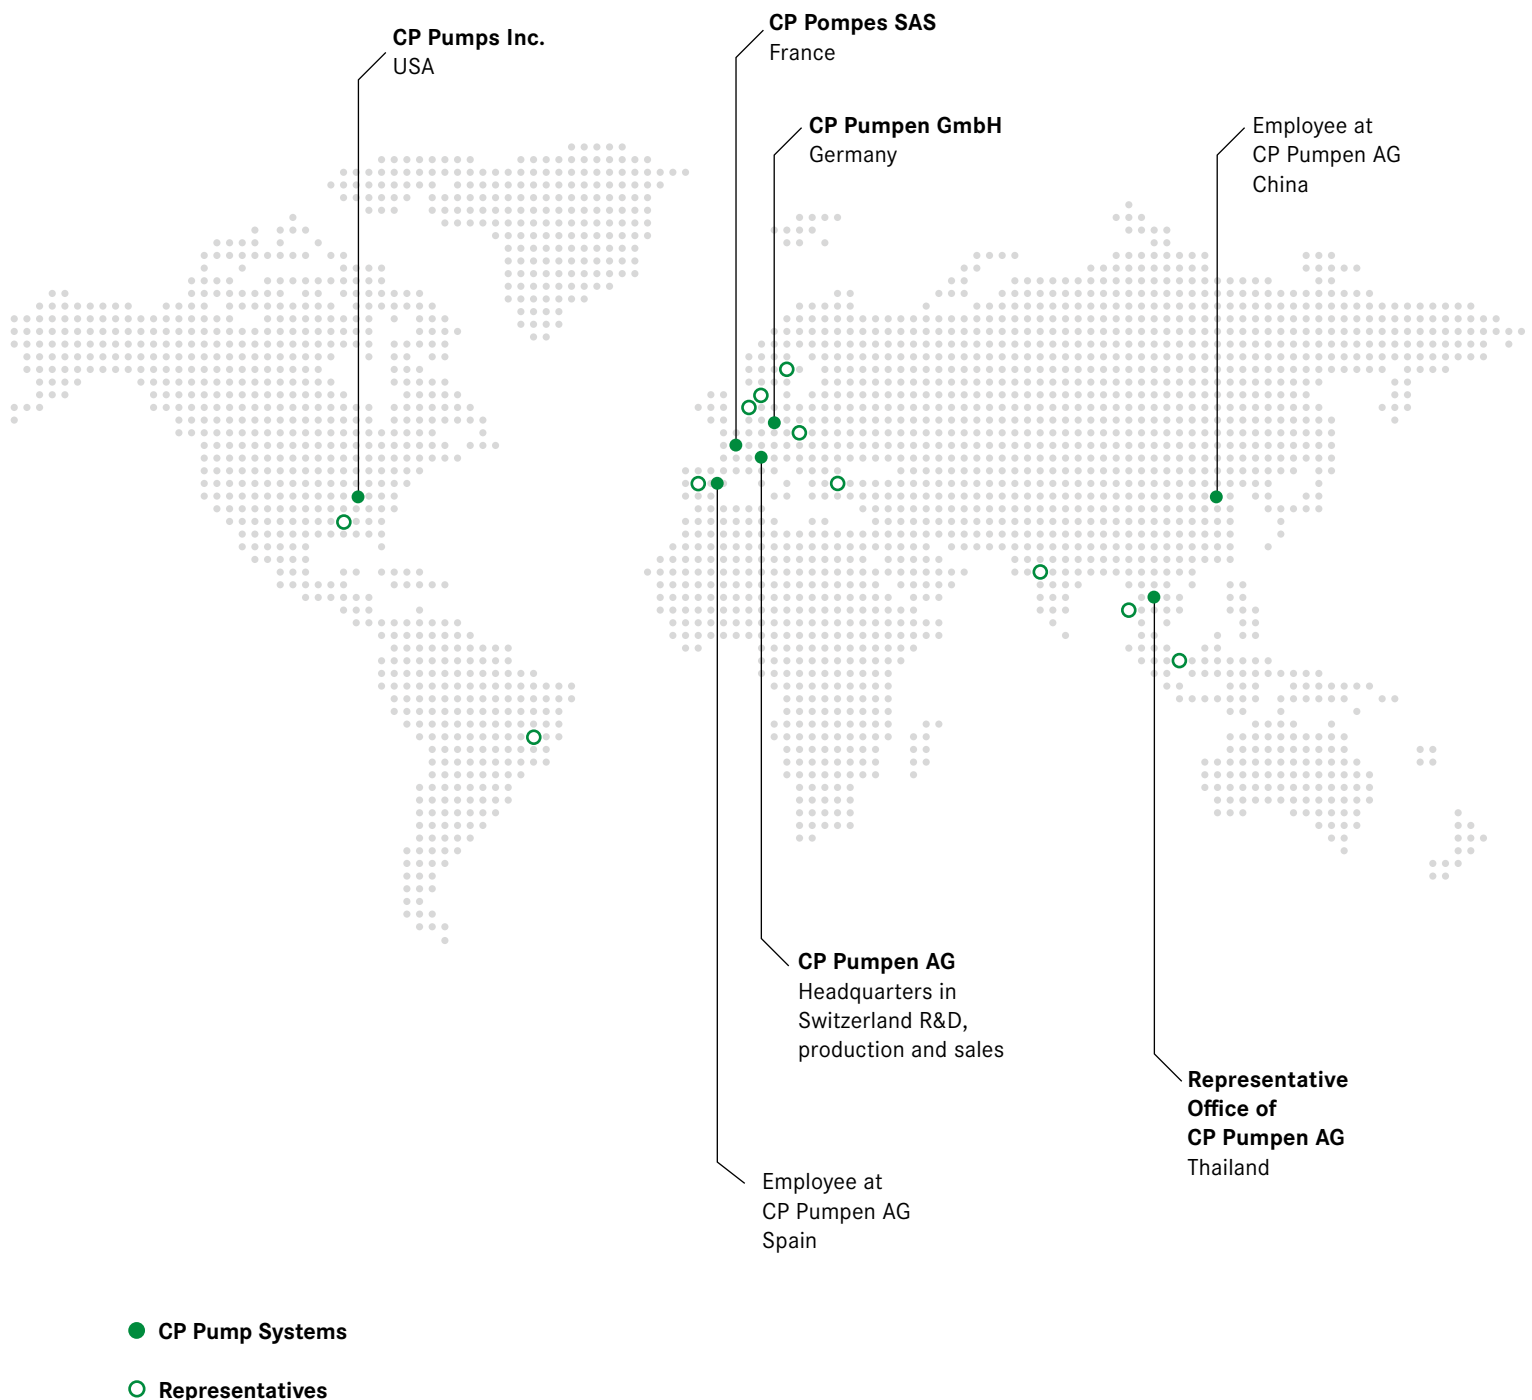 CP Pompes SAS
France
CP Pumps Inc.
USA
CP Pumpen GmbH
Germany
Employee at
CP Pumpen AG
China
CP Pumpen AG
Headquarters in
Switzerland R&D,
production and sales
Representative
Office of
CP Pumpen AG
Thailand
Employee at
CP Pumpen AG
Spain
CP Pump Systems
Representatives